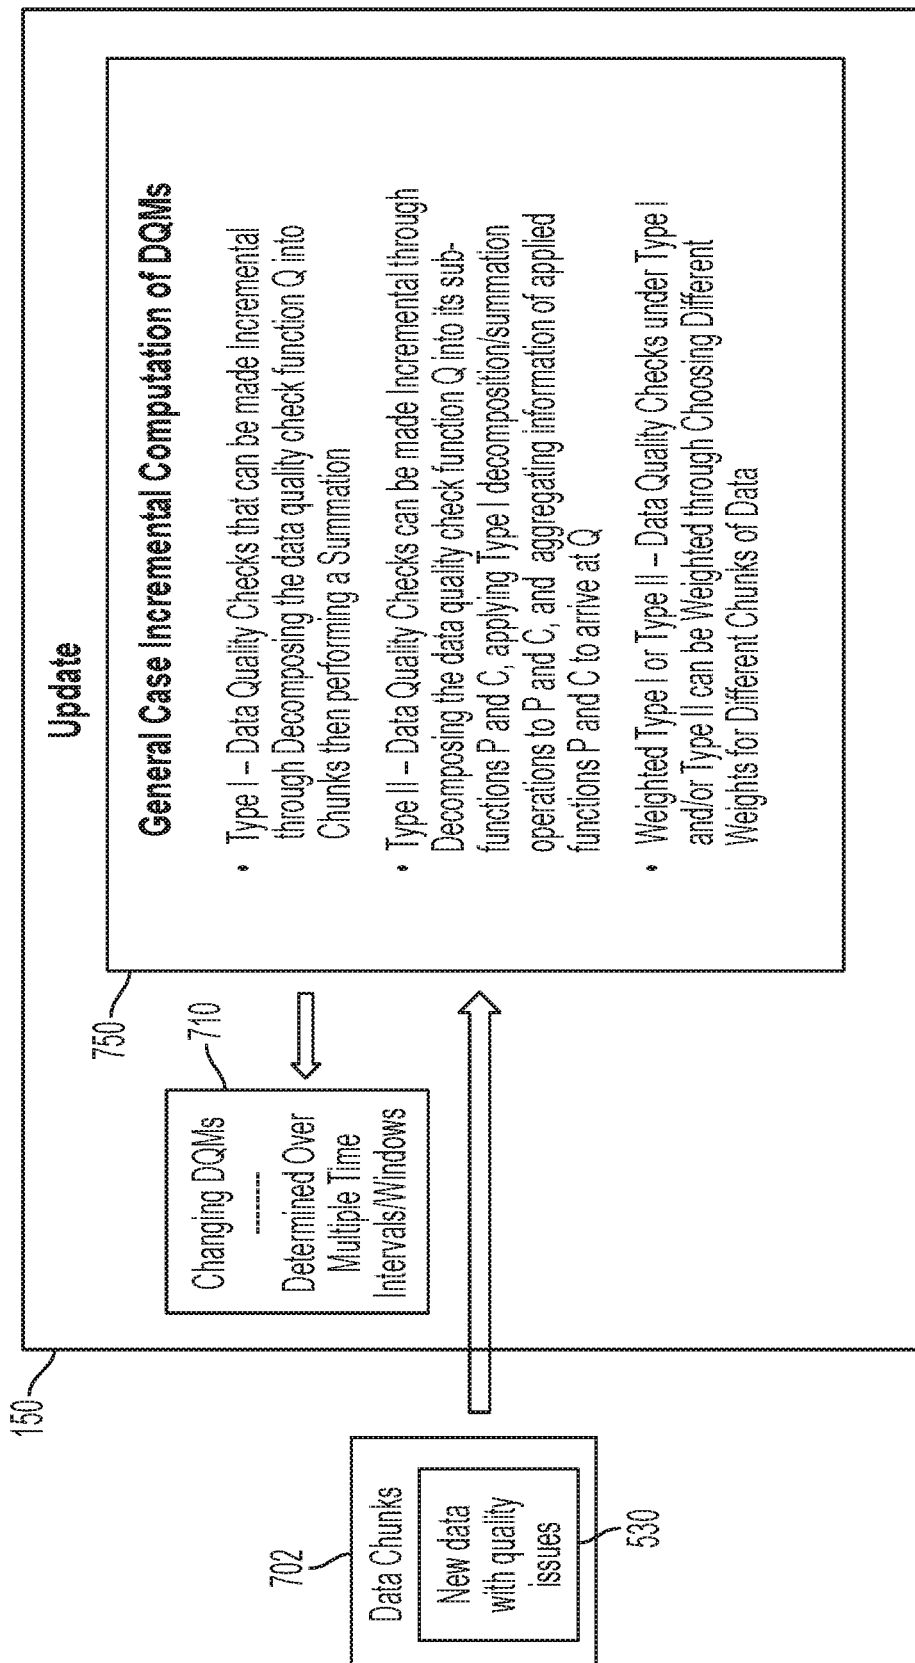 Update
150
750
General Case Incremental Computation of DQMs
• Type I – Data Quality Checks that can be made Incremental
through Decomposing the data quality check function Q into
Chunks then performing a Summation
• Type II – Data Quality Checks can be made Incremental through
Decomposing the data quality check function Q into its sub-
functions P and C, applying Type I decomposition/summation
operations to P and C, and aggregating information of applied
functions P and C to arrive at Q
• Weighted Type I or Type II – Data Quality Checks under Type I
and/or Type II can be Weighted through Choosing Different
Weights for Different Chunks of Data
710
Changing DQMs
Determined Over
Multiple Time
Intervals/Windows
702
Data Chunks
New data
with quality
issues
530